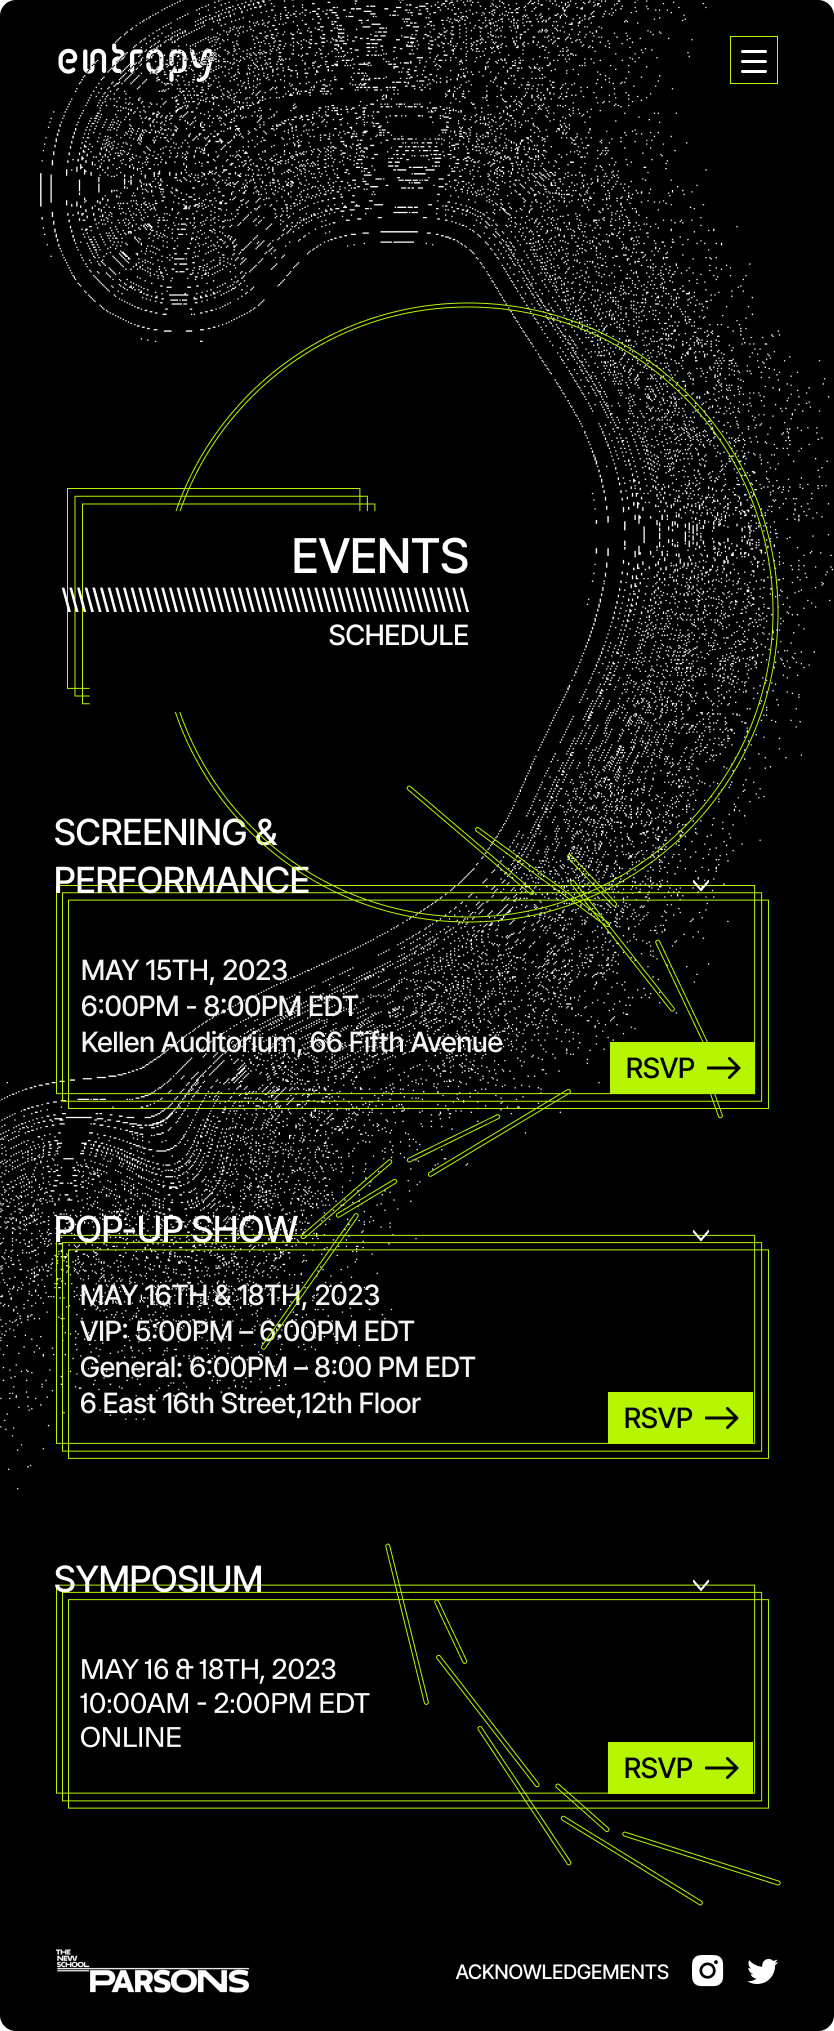 entropy
EVENTS
SCHEDULE
SCREENING &
PERFORMANCE
MAY 15TH, 2023
6:00PM - 8:00PM EDT
Kellen Auditorium, 66 Fifth Avenue
RSVP
POP-UP SHOW
MAY 16TH & 18TH, 2023
VIP: 5:00PM – 6:00PM EDT
General: 6:00PM – 8:00 PM EDT
6 East 16th Street,12th Floor
RSVP
SYMPOSIUM
MAY 16 & 18TH, 2023
10:00AM - 2:00PM EDT
ONLINE
RSVP
THE
NEW
SCHOOL
PARSONS
ACKNOWLEDGEMENTS